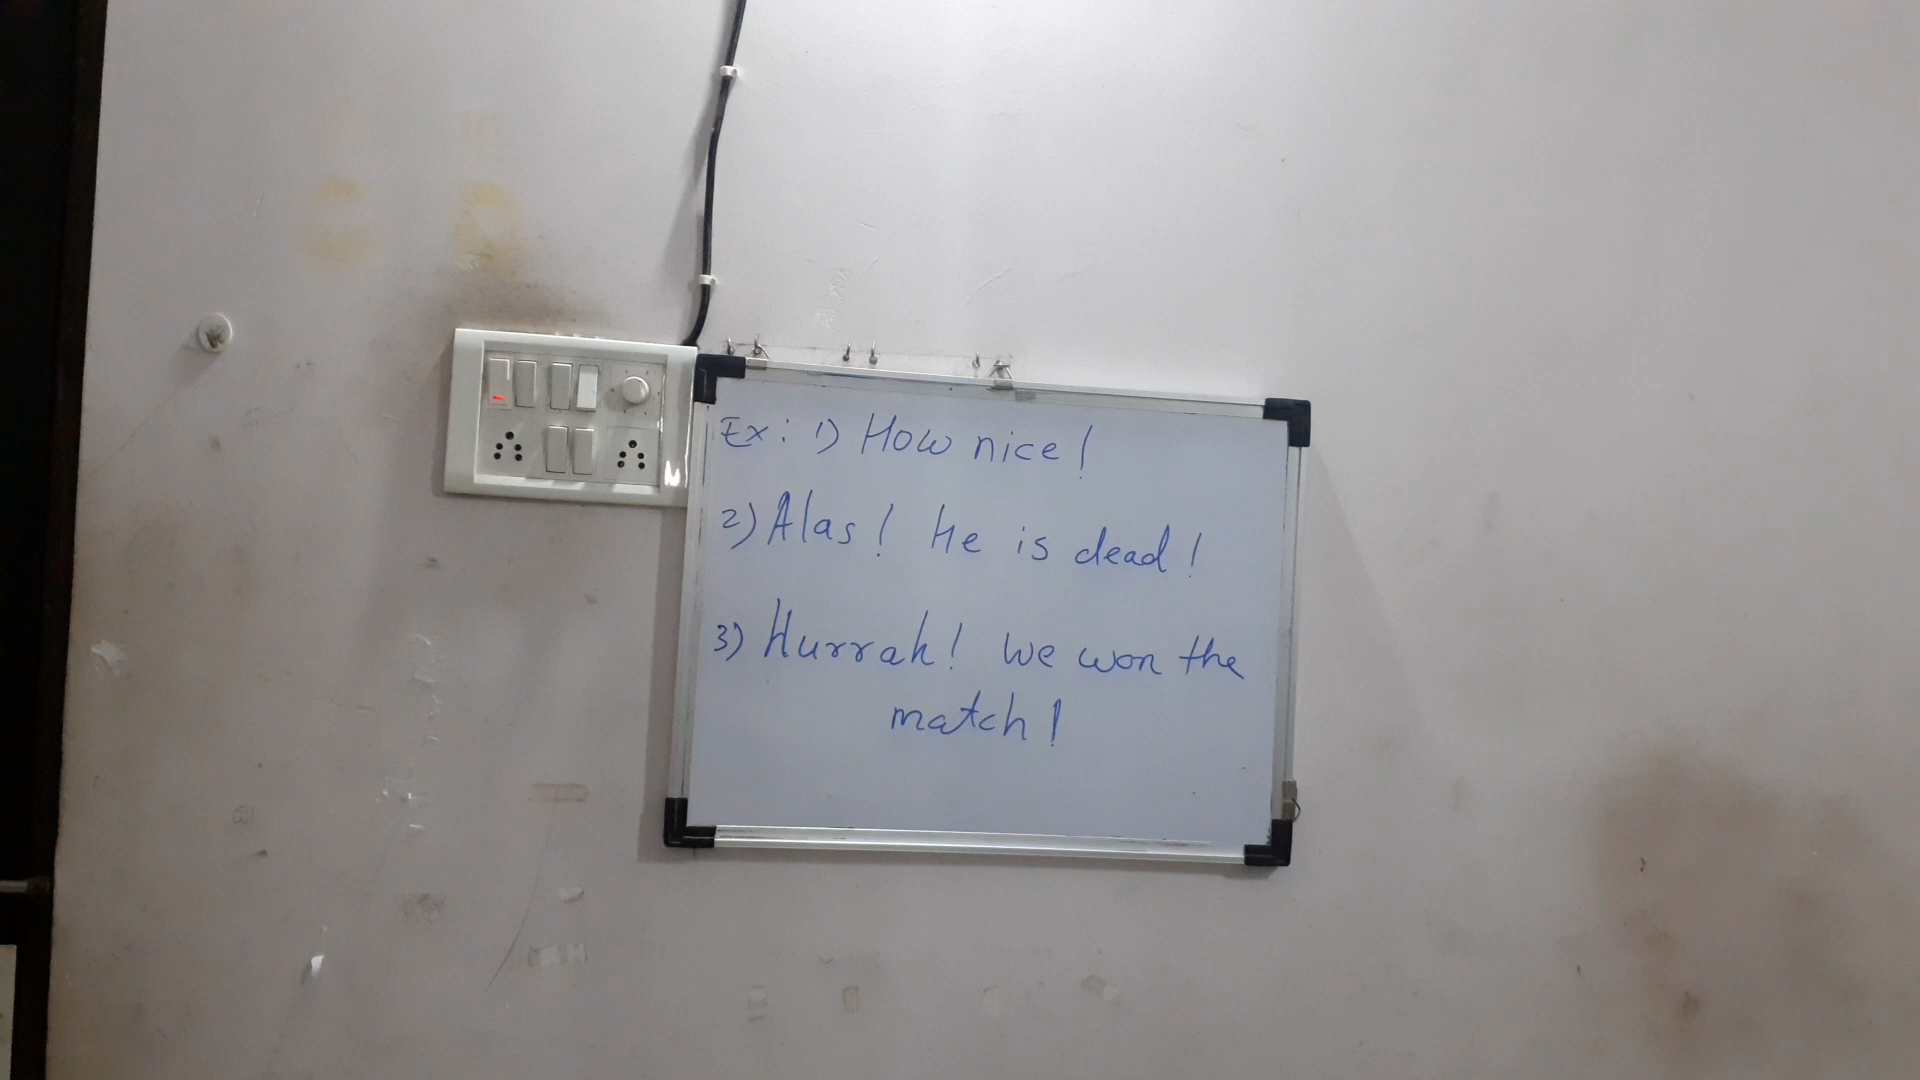 Ex: 1) How nice!
2) Alas! He is dead!
3) Hurrah! We won the
match!